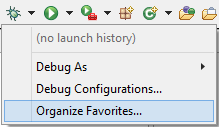 (no launch history)
Debug As
Debug Configurations...
Organize Favorites...